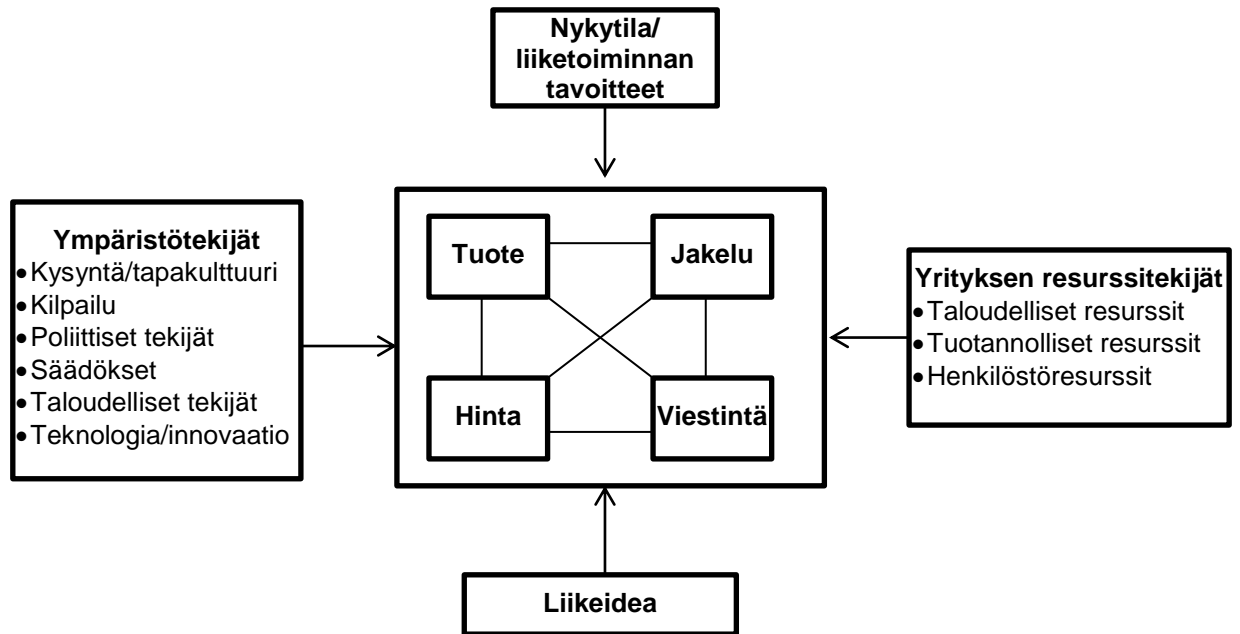 Nykytila/
liiketoiminnan
tavoitteet
Ympäristötekijät
•Kysyntä/tapakulttuuri
•Kilpailu
•Poliittiset tekijät
•Säädökset
•Taloudelliset tekijät
•Teknologia/innovaatio
Tuote
Jakelu
Hinta
Viestintä
Yrityksen resurssitekijät
•Taloudelliset resurssit
•Tuotannolliset resurssit
•Henkilöstöresurssit
Liikeidea